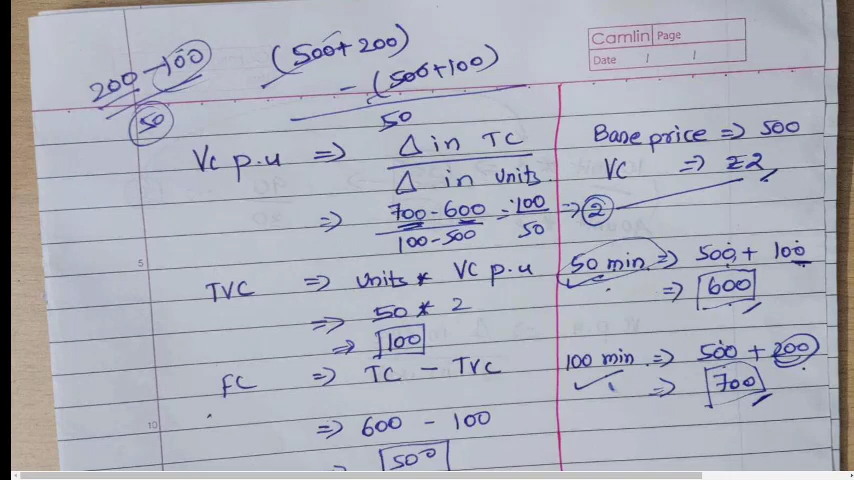 200 - 100
50
(500 + 200)
- (500 + 100)
50
Camlin Page
Date / /
VC p.u ⇒ Δ in TC
Δ in units.
⇒ 700 - 600 = 100 ⇒ 2
100 - 500 50
TVC ⇒ units * VC p.u
⇒ 50 * 2
⇒ 100
FC ⇒ TC - TVC
⇒ 600 - 100
⇒ 500
Base price ⇒ 500
VC ⇒ ₹2
50 min ⇒ 500 + 100
⇒ 600
100 min ⇒ 500 + 200
⇒ 700
5
10